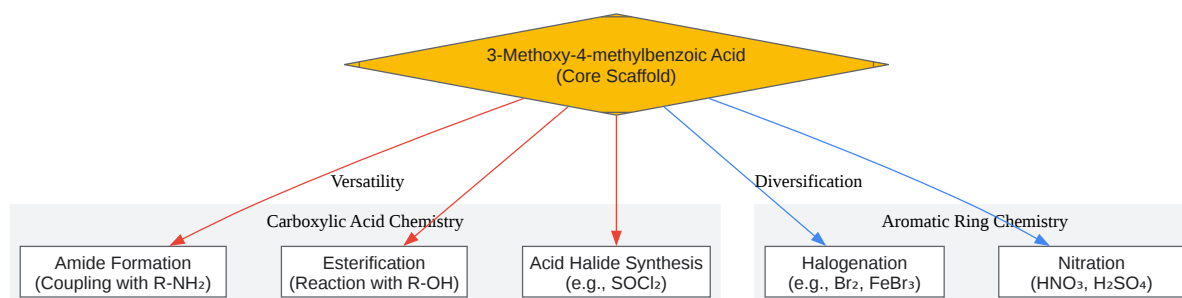 3-Methoxy-4-methylbenzoic Acid
(Core Scaffold)
Versatility
Diversification
Carboxylic Acid Chemistry
Aromatic Ring Chemistry
Amide Formation
(Coupling with R-NH₂)
Esterification
(Reaction with R-OH)
Acid Halide Synthesis
(e.g., SOCl₂)
Halogenation
(e.g., Br₂, FeBr₃)
Nitration
(HNO₃, H₂SO₄)